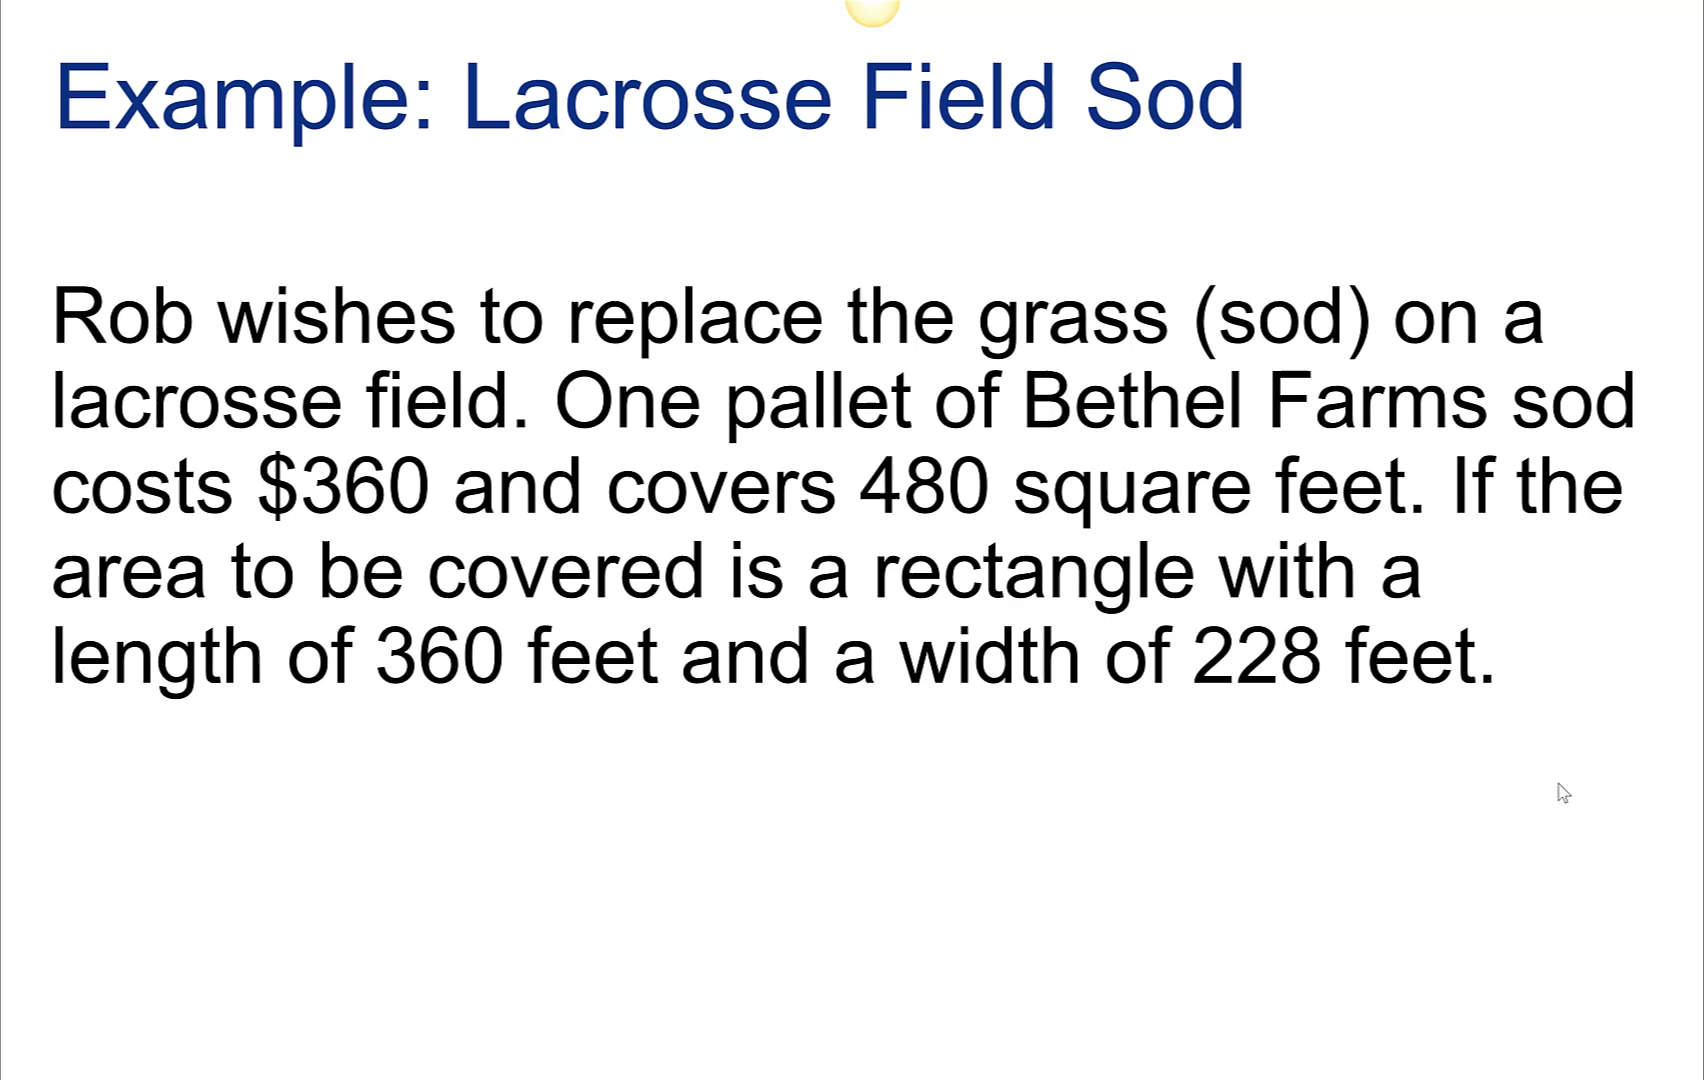 Example: Lacrosse Field Sod
Rob wishes to replace the grass (sod) on a
lacrosse field. One pallet of Bethel Farms sod
costs $360 and covers 480 square feet. If the
area to be covered is a rectangle with a
length of 360 feet and a width of 228 feet.